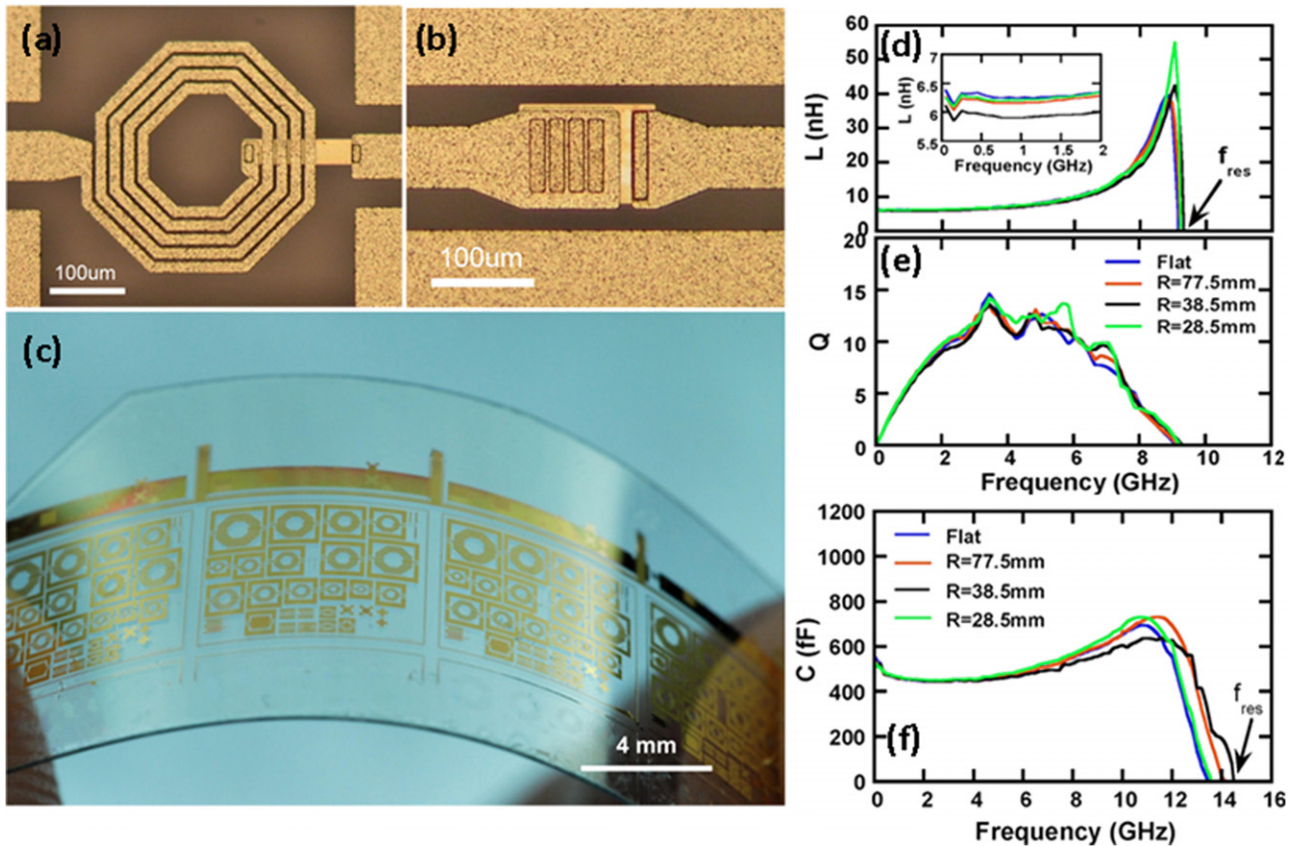 (a)
100um
(b)
100um
(c)
4 mm
(d)
60
50
40
30
20
10
0
L (nH)
7
6.5
6
5.5
L (nH)
0 0.5 1 1.5 2
Frequency (GHz)
f res
(e)
20
15
10
5
0
Q
Flat
R=77.5mm
R=38.5mm
R=28.5mm
0 2 4 6 8 10 12
Frequency (GHz)
1200
1000
800
600
400
200
0
C (fF)
Flat
R=77.5mm
R=38.5mm
R=28.5mm
f res
(f)
0 2 4 6 8 10 12 14 16
Frequency (GHz)